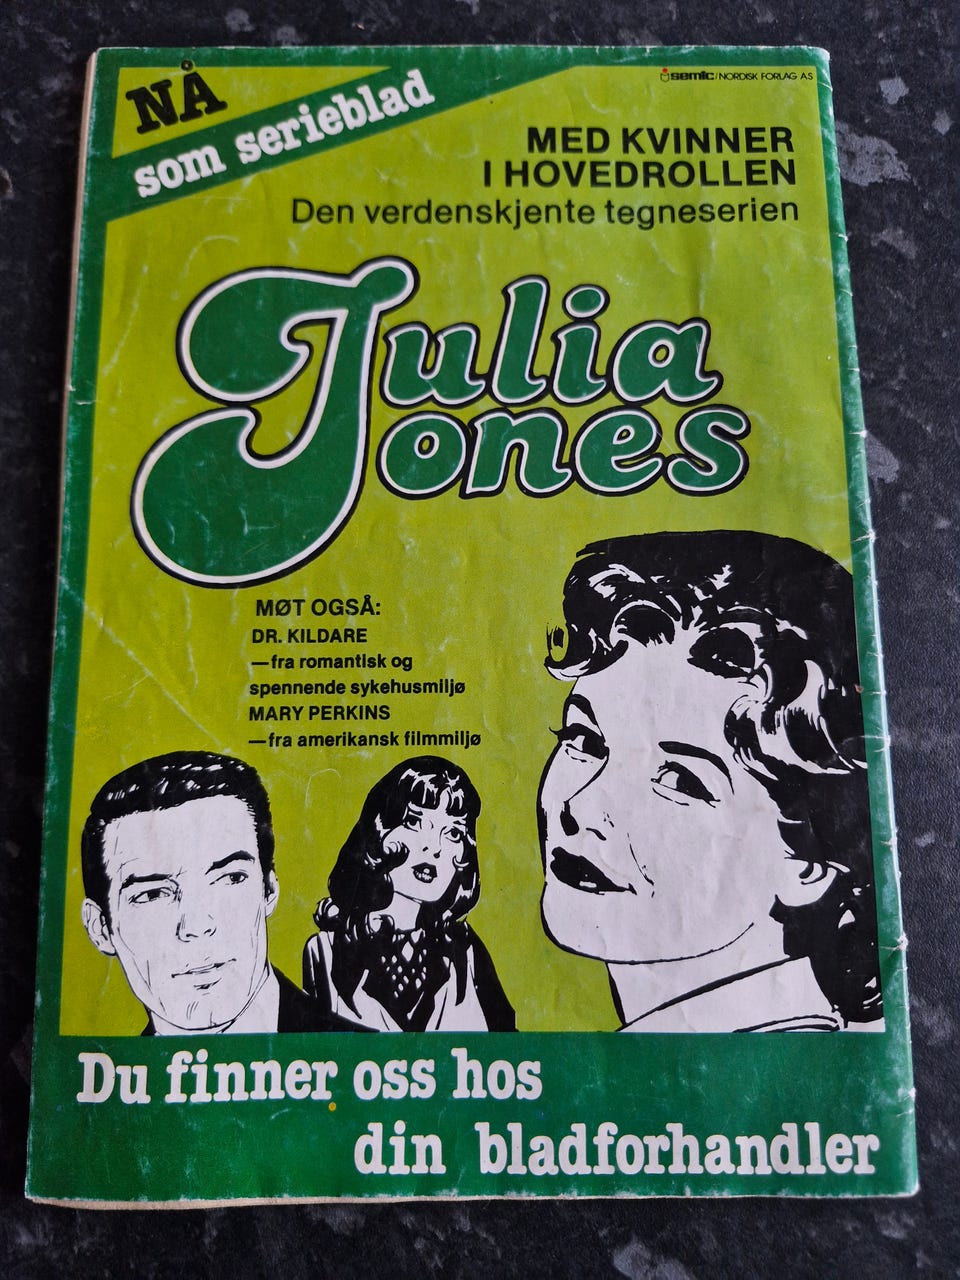 NÅ
som serieblad
semic/NORDISK FORLAG AS
MED KVINNER
I HOVEDROLLEN
Den verdenskjente tegneserien
Julia
Jones
MØT OGSÅ:
DR. KILDARE
—fra romantisk og
spennende sykehusmiljø
MARY PERKINS
—fra amerikansk filmmiljø
Du finner oss hos
din bladforhandler